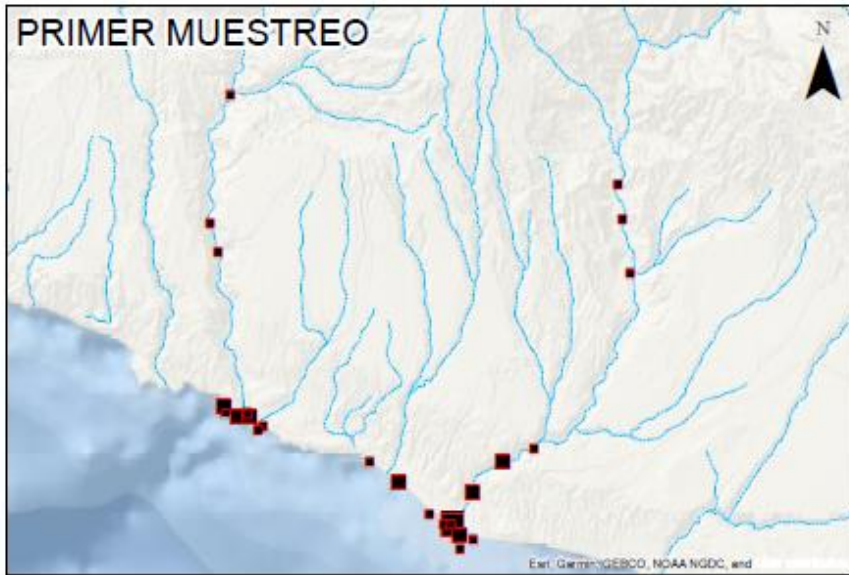 PRIMER MUESTREO
N
Esri, Garmin, GEBCO, NOAA NGDC, and